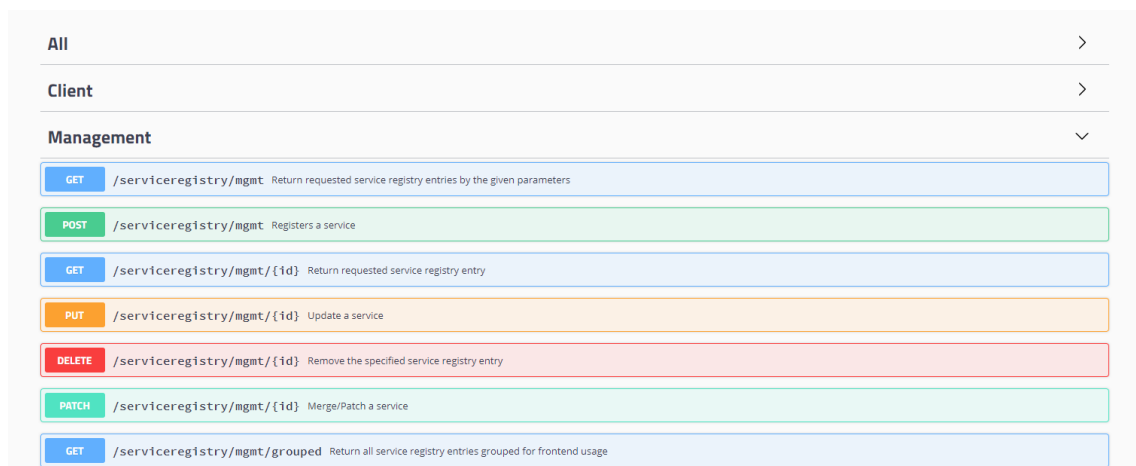 All
Client
Management
GET /serviceregistry/mgmt Return requested service registry entries by the given parameters
POST /serviceregistry/mgmt Registers a service
GET /serviceregistry/mgmt/{id} Return requested service registry entry
PUT /serviceregistry/mgmt/{id} Update a service
DELETE /serviceregistry/mgmt/{id} Remove the specified service registry entry
PATCH /serviceregistry/mgmt/{id} Merge/Patch a service
GET /serviceregistry/mgmt/grouped Return all service registry entries grouped for frontend usage